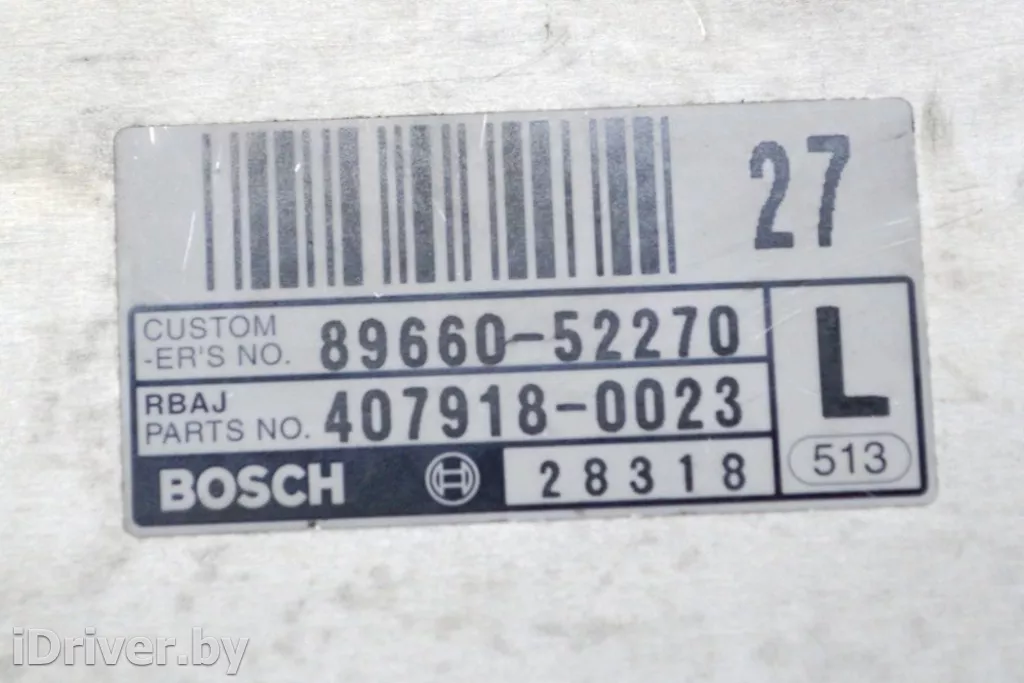 27
CUSTOM
-ER'S NO. 89660-52270
L
RBAJ
PARTS NO. 407918-0023
BOSCH 28318
513
iDriver.by